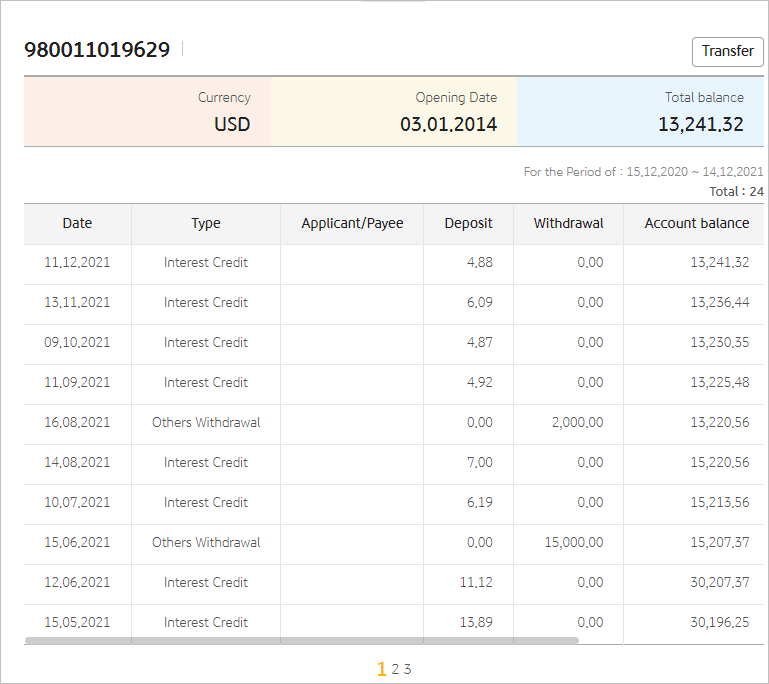 980011019629
Transfer
Currency Opening Date Total balance
USD 03.01.2014 13,241.32
For the Period of : 15.12.2020 ~ 14.12.2021
Total : 24
Date Type Applicant/Payee Deposit Withdrawal Account balance
11.12.2021 Interest Credit 4.88 0.00 13,241.32
13.11.2021 Interest Credit 6.09 0.00 13,236.44
09.10.2021 Interest Credit 4.87 0.00 13,230.35
11.09.2021 Interest Credit 4.92 0.00 13,225.48
16.08.2021 Others Withdrawal 0.00 2,000.00 13,220.56
14.08.2021 Interest Credit 7.00 0.00 15,220.56
10.07.2021 Interest Credit 6.19 0.00 15,213.56
15.06.2021 Others Withdrawal 0.00 15,000.00 15,207.37
12.06.2021 Interest Credit 11.12 0.00 30,207.37
15.05.2021 Interest Credit 13.89 0.00 30,196.25
1 2 3